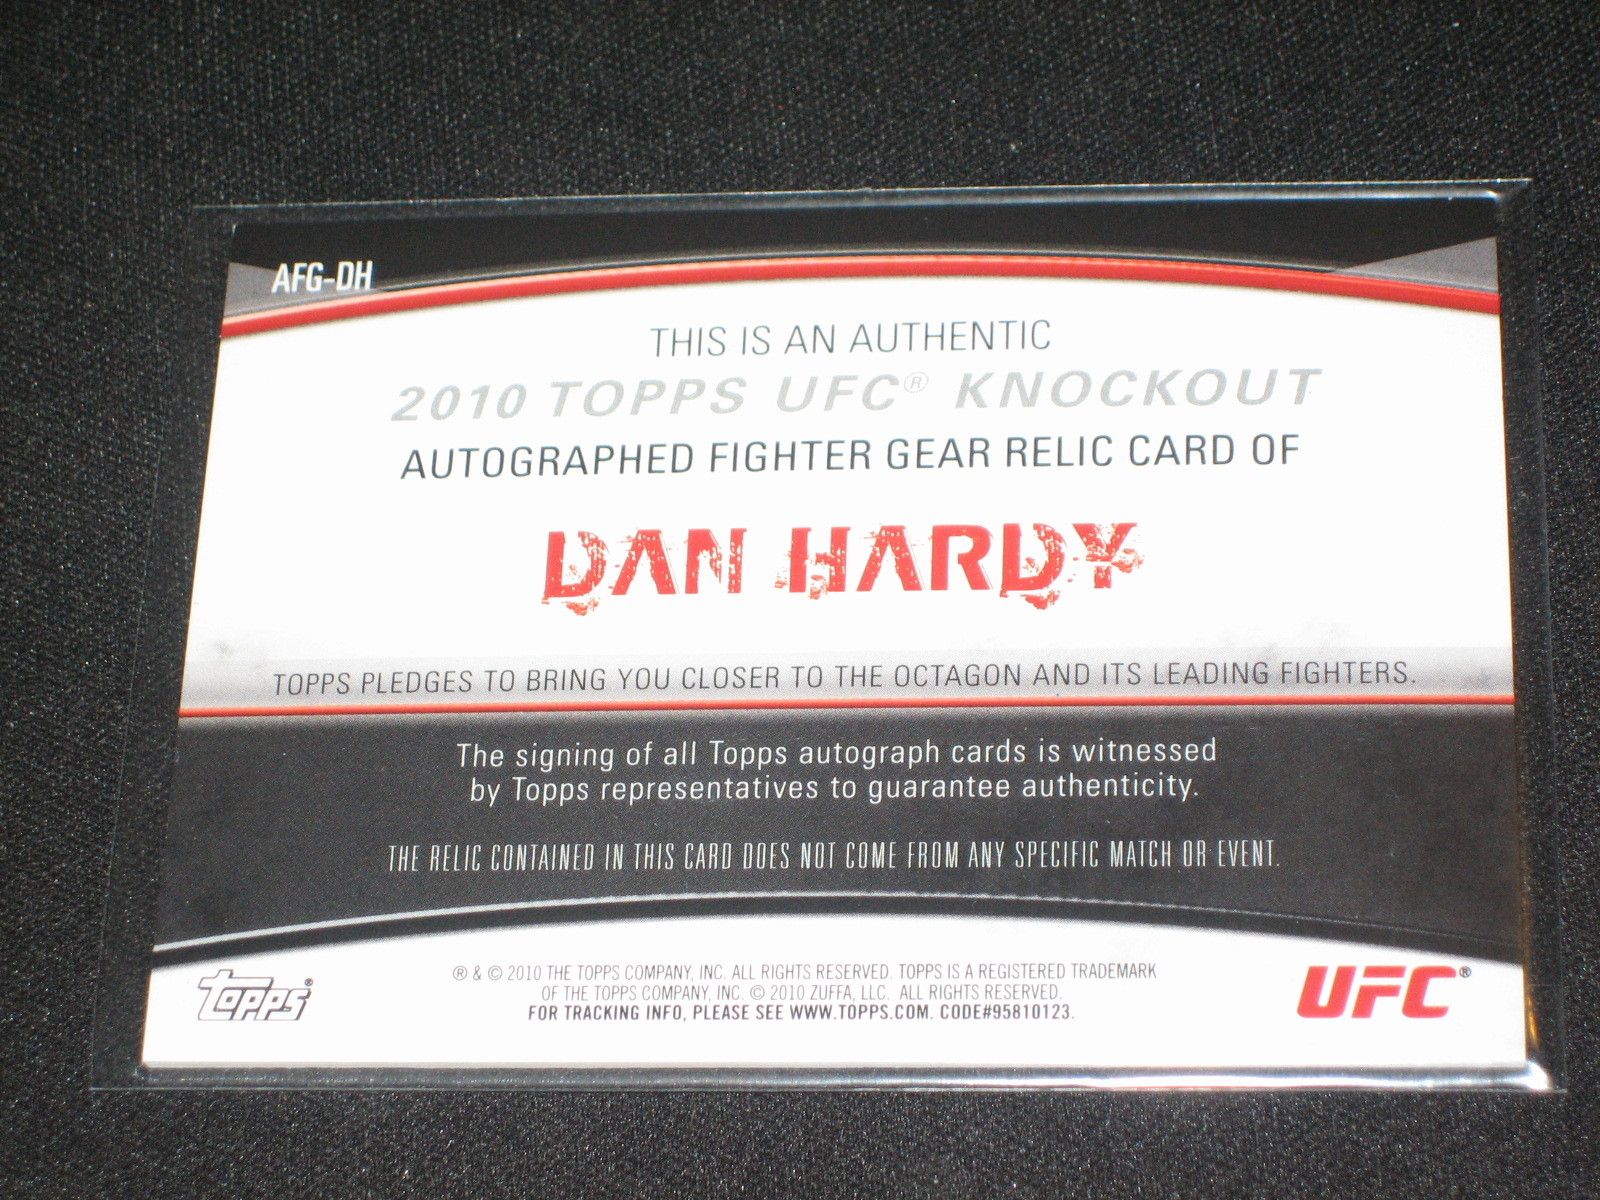 AFG-DH
THIS IS AN AUTHENTIC
2010 TOPPS UFC® KNOCKOUT
AUTOGRAPHED FIGHTER GEAR RELIC CARD OF
DAN HARDY
TOPPS PLEDGES TO BRING YOU CLOSER TO THE OCTAGON AND ITS LEADING FIGHTERS.
The signing of all Topps autograph cards is witnessed
by Topps representatives to guarantee authenticity.
THE RELIC CONTAINED IN THIS CARD DOES NOT COME FROM ANY SPECIFIC MATCH OR EVENT.
Topps®
® & © 2010 THE TOPPS COMPANY, INC. ALL RIGHTS RESERVED. TOPPS IS A REGISTERED TRADEMARK
OF THE TOPPS COMPANY, INC. © 2010 ZUFFA, LLC. ALL RIGHTS RESERVED.
FOR TRACKING INFO, PLEASE SEE WWW.TOPPS.COM. CODE#95810123.
UFC®